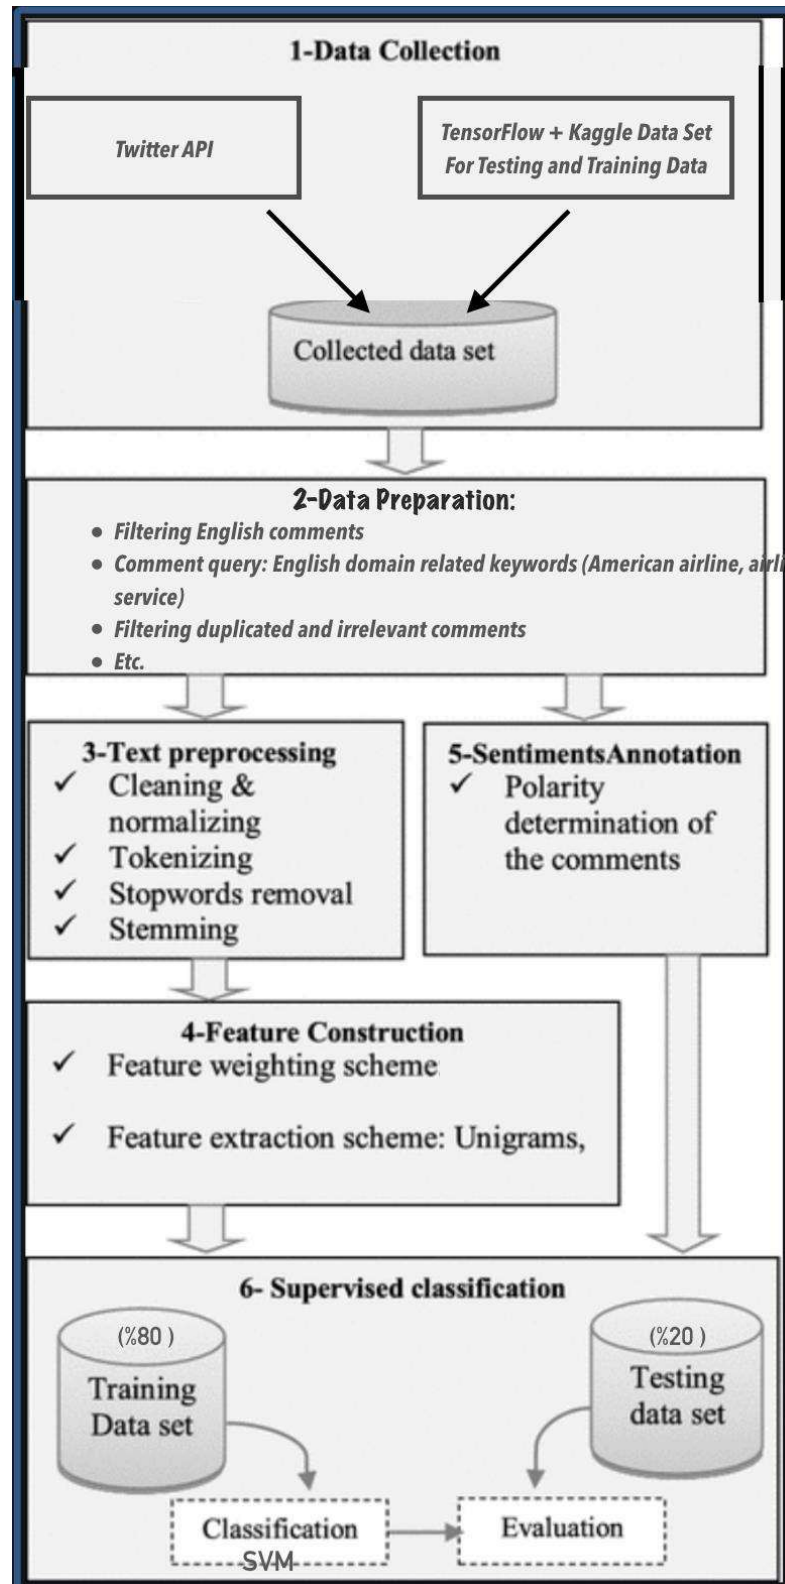 1-Data Collection
Twitter API
TensorFlow + Kaggle Data Set
For Testing and Training Data
Collected data set
2-Data Preparation:
• Filtering English comments
• Comment query: English domain related keywords (American airline, airli
service)
• Filtering duplicated and irrelevant comments
• Etc.
3-Text preprocessing
✓ Cleaning &
normalizing
✓ Tokenizing
✓ Stopwords removal
✓ Stemming
5-SentimentsAnnotation
✓ Polarity
determination of
the comments
4-Feature Construction
✓ Feature weighting scheme
✓ Feature extraction scheme: Unigrams,
6- Supervised classification
(%80 )
Training
Data set
(%20 )
Testing
data set
Classification
SVM
Evaluation